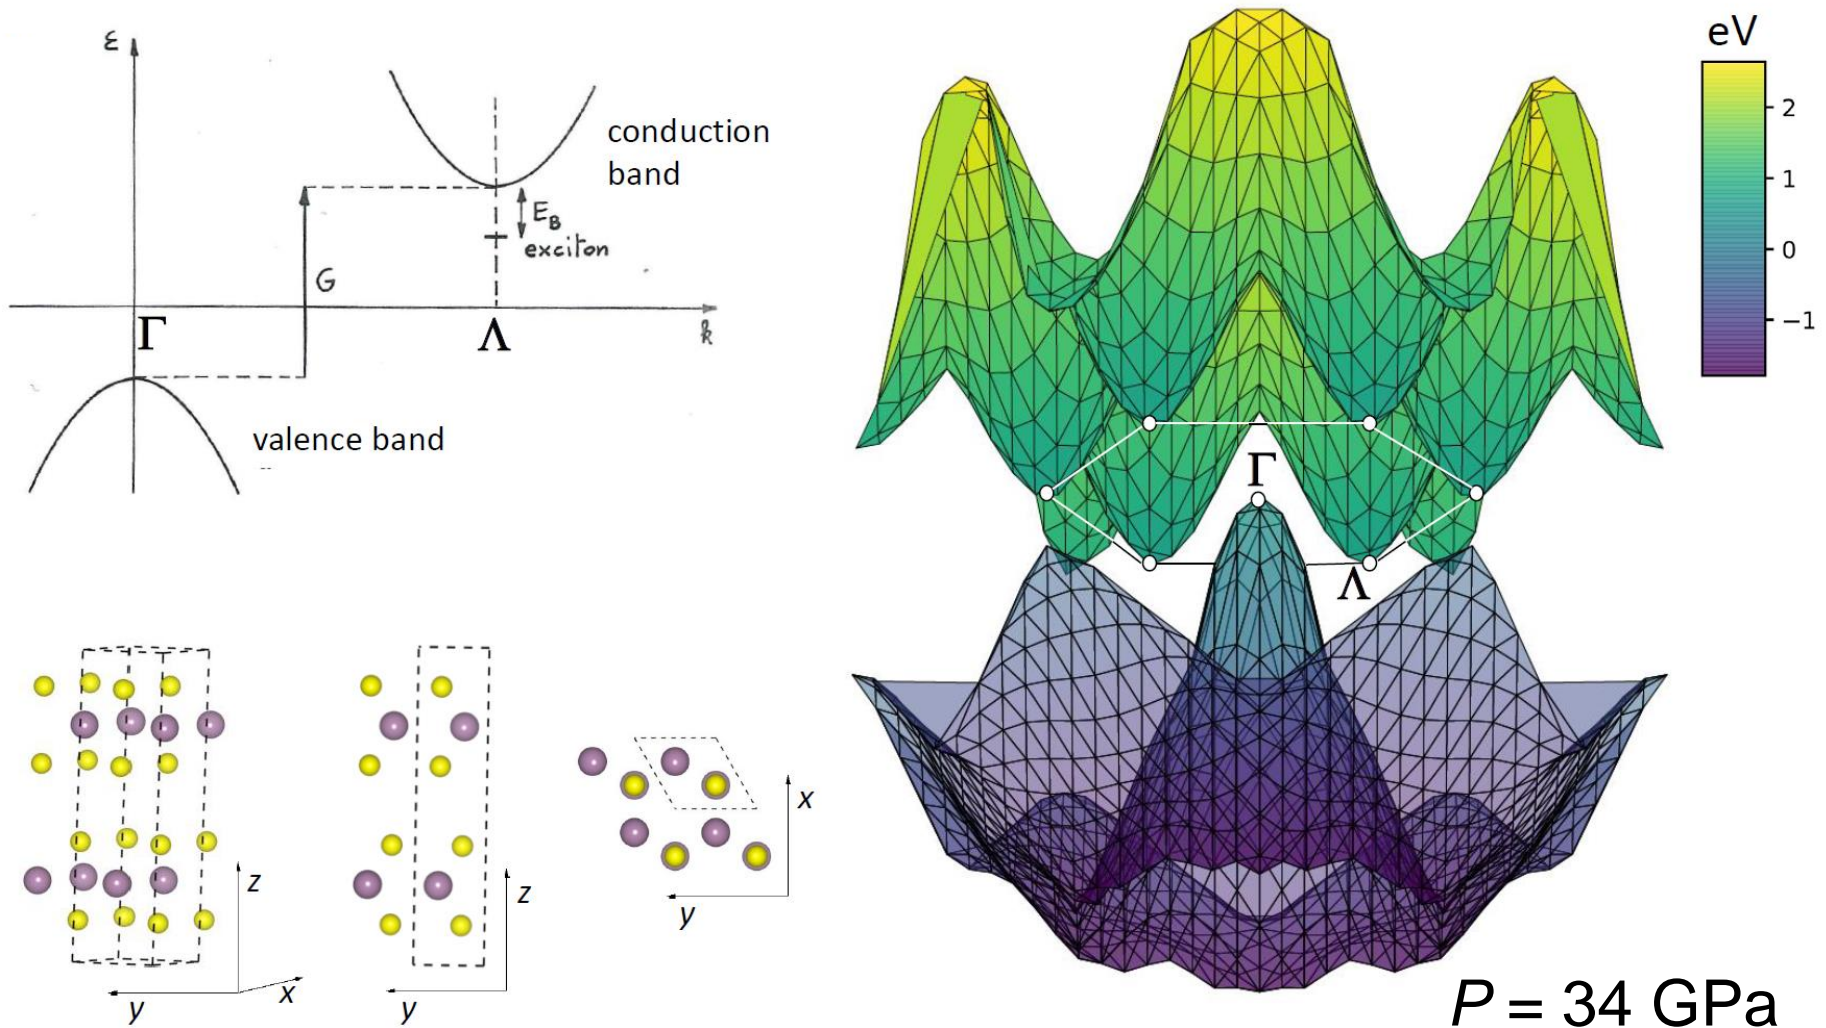 ε
conduction
band
E_B
exciton
G
Γ
Λ
k
valence band
eV
2
1
0
−1
Γ
Λ
z
y
x
z
y
x
y
P = 34 GPa